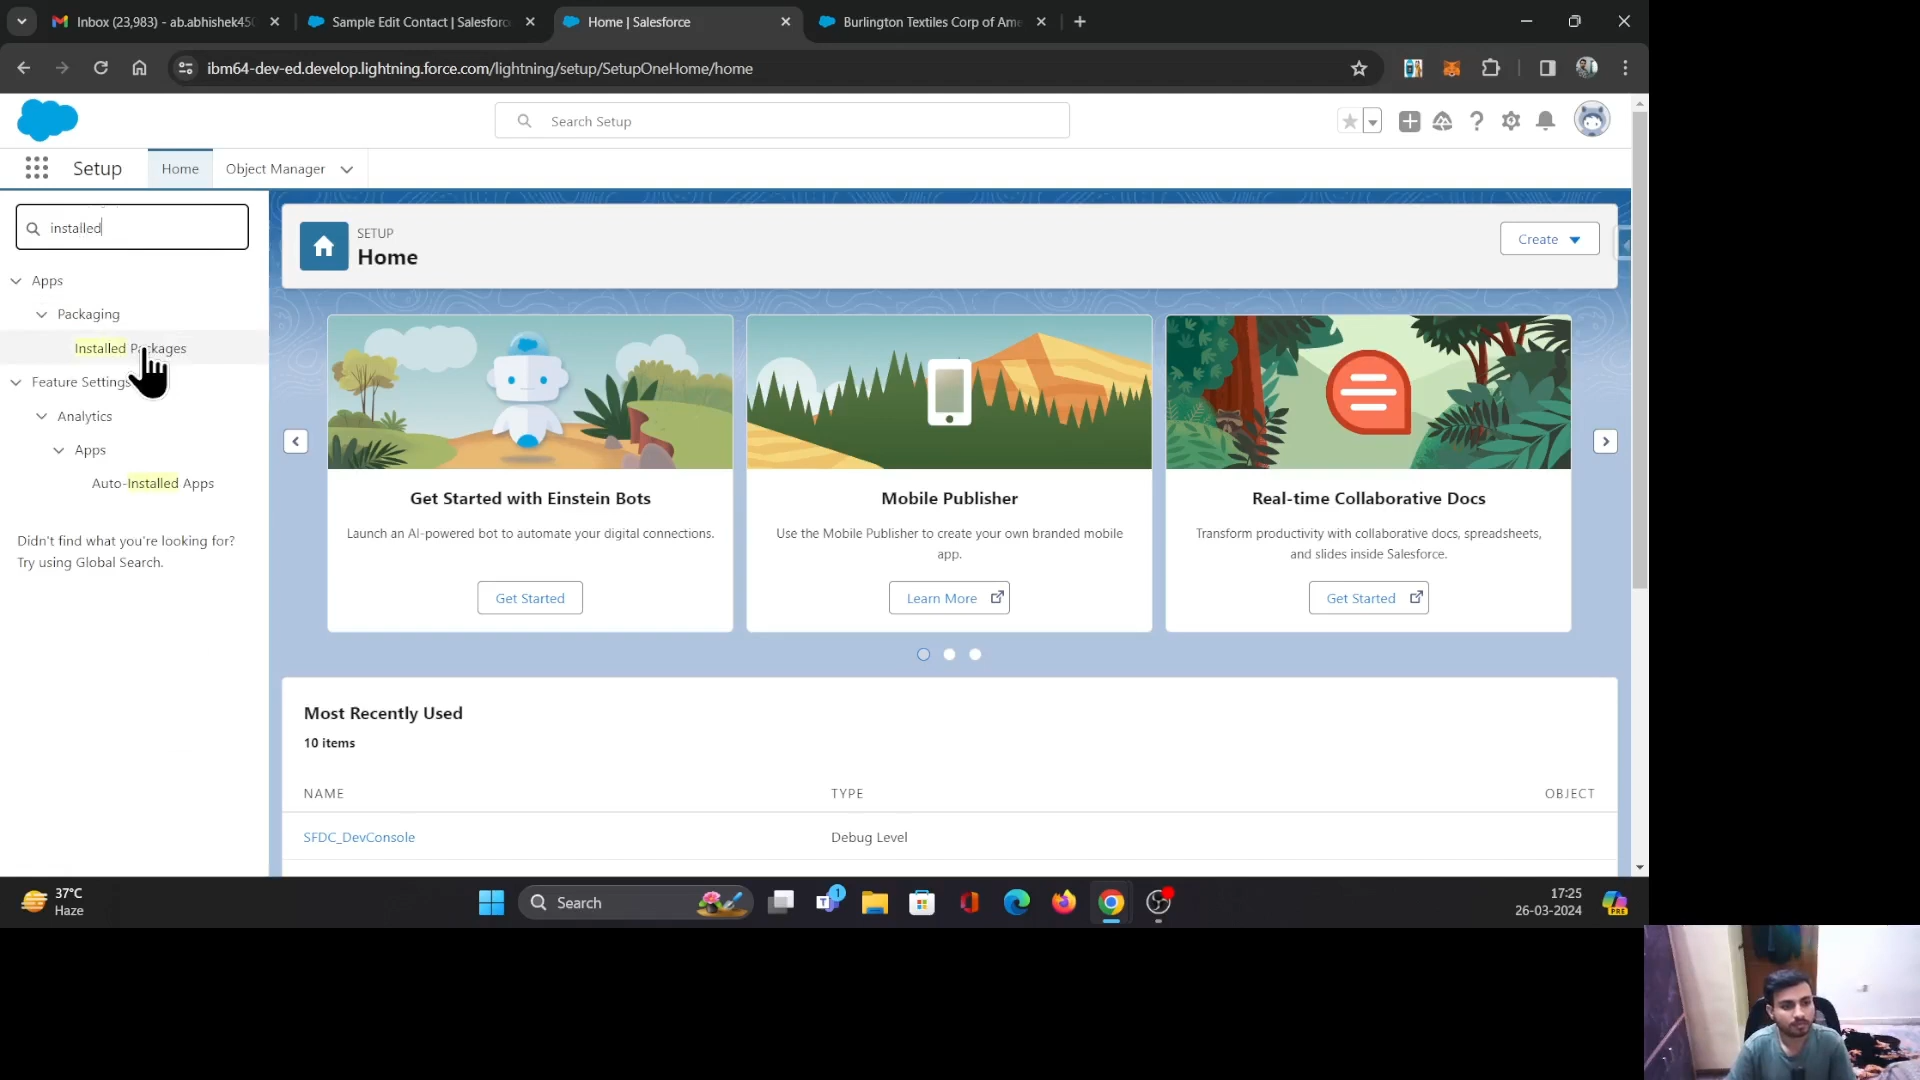 Inbox (23,983) - ab.abhishek450
Sample Edit Contact | Salesforc
Home | Salesforce
Burlington Textiles Corp of Ame
ibm64-dev-ed.develop.lightning.force.com/lightning/setup/SetupOneHome/home
Search Setup
Setup
Home
Object Manager
installed
Apps
Packaging
Installed Packages
Feature Settings
Analytics
Apps
Auto-Installed Apps
Didn't find what you're looking for?
Try using Global Search.
SETUP
Home
Create
Get Started with Einstein Bots
Launch an AI-powered bot to automate your digital connections.
Get Started
Mobile Publisher
Use the Mobile Publisher to create your own branded mobile
app.
Learn More
Real-time Collaborative Docs
Transform productivity with collaborative docs, spreadsheets,
and slides inside Salesforce.
Get Started
Most Recently Used
10 items
NAME
TYPE
OBJECT
SFDC_DevConsole
Debug Level
37°C
Haze
Search
1
17:25
26-03-2024
PRE